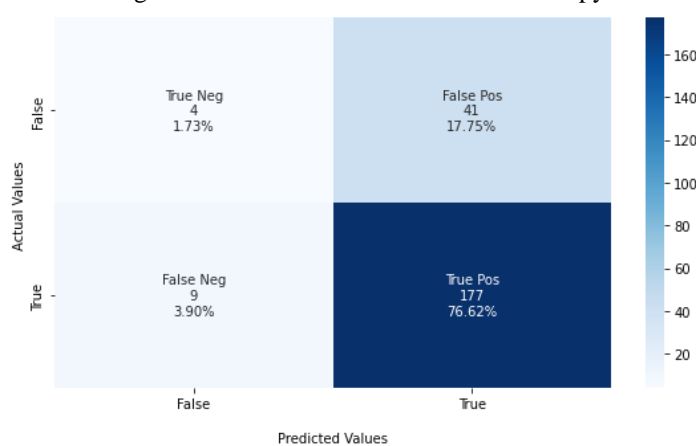 True Neg
4
1.73%
False Pos
41
17.75%
False Neg
9
3.90%
True Pos
177
76.62%
False
True
Actual Values
False
True
Predicted Values
160
140
120
100
80
60
40
20